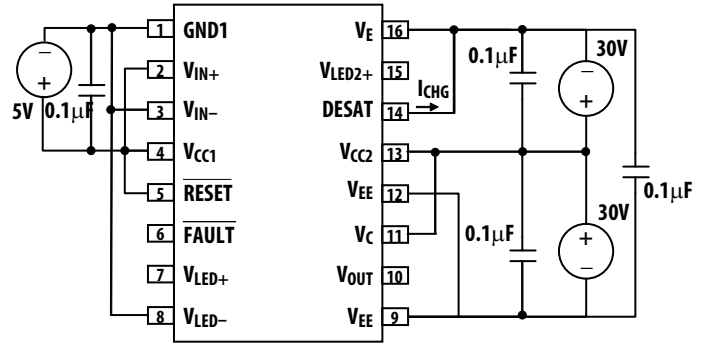 1 GND1
2 VIN+
3 VIN–
4 VCC1
5 RESET
6 FAULT
7 VLED+
8 VLED–
VE 16
VLED2+ 15
DESAT 14
VCC2 13
VEE 12
VC 11
VOUT 10
VEE 9
–
+
5V
0.1µF
ICHG
0.1µF
30V
–
+
0.1µF
30V
+
–
0.1µF